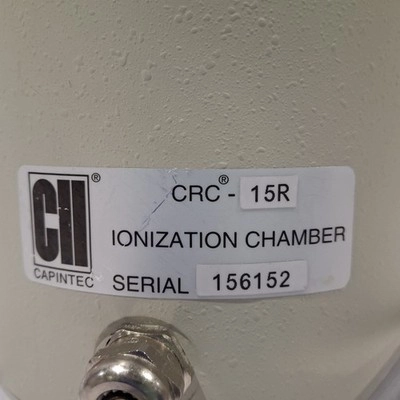 CII®
CAPINTEC
CRC®- 15R
IONIZATION CHAMBER
SERIAL 156152